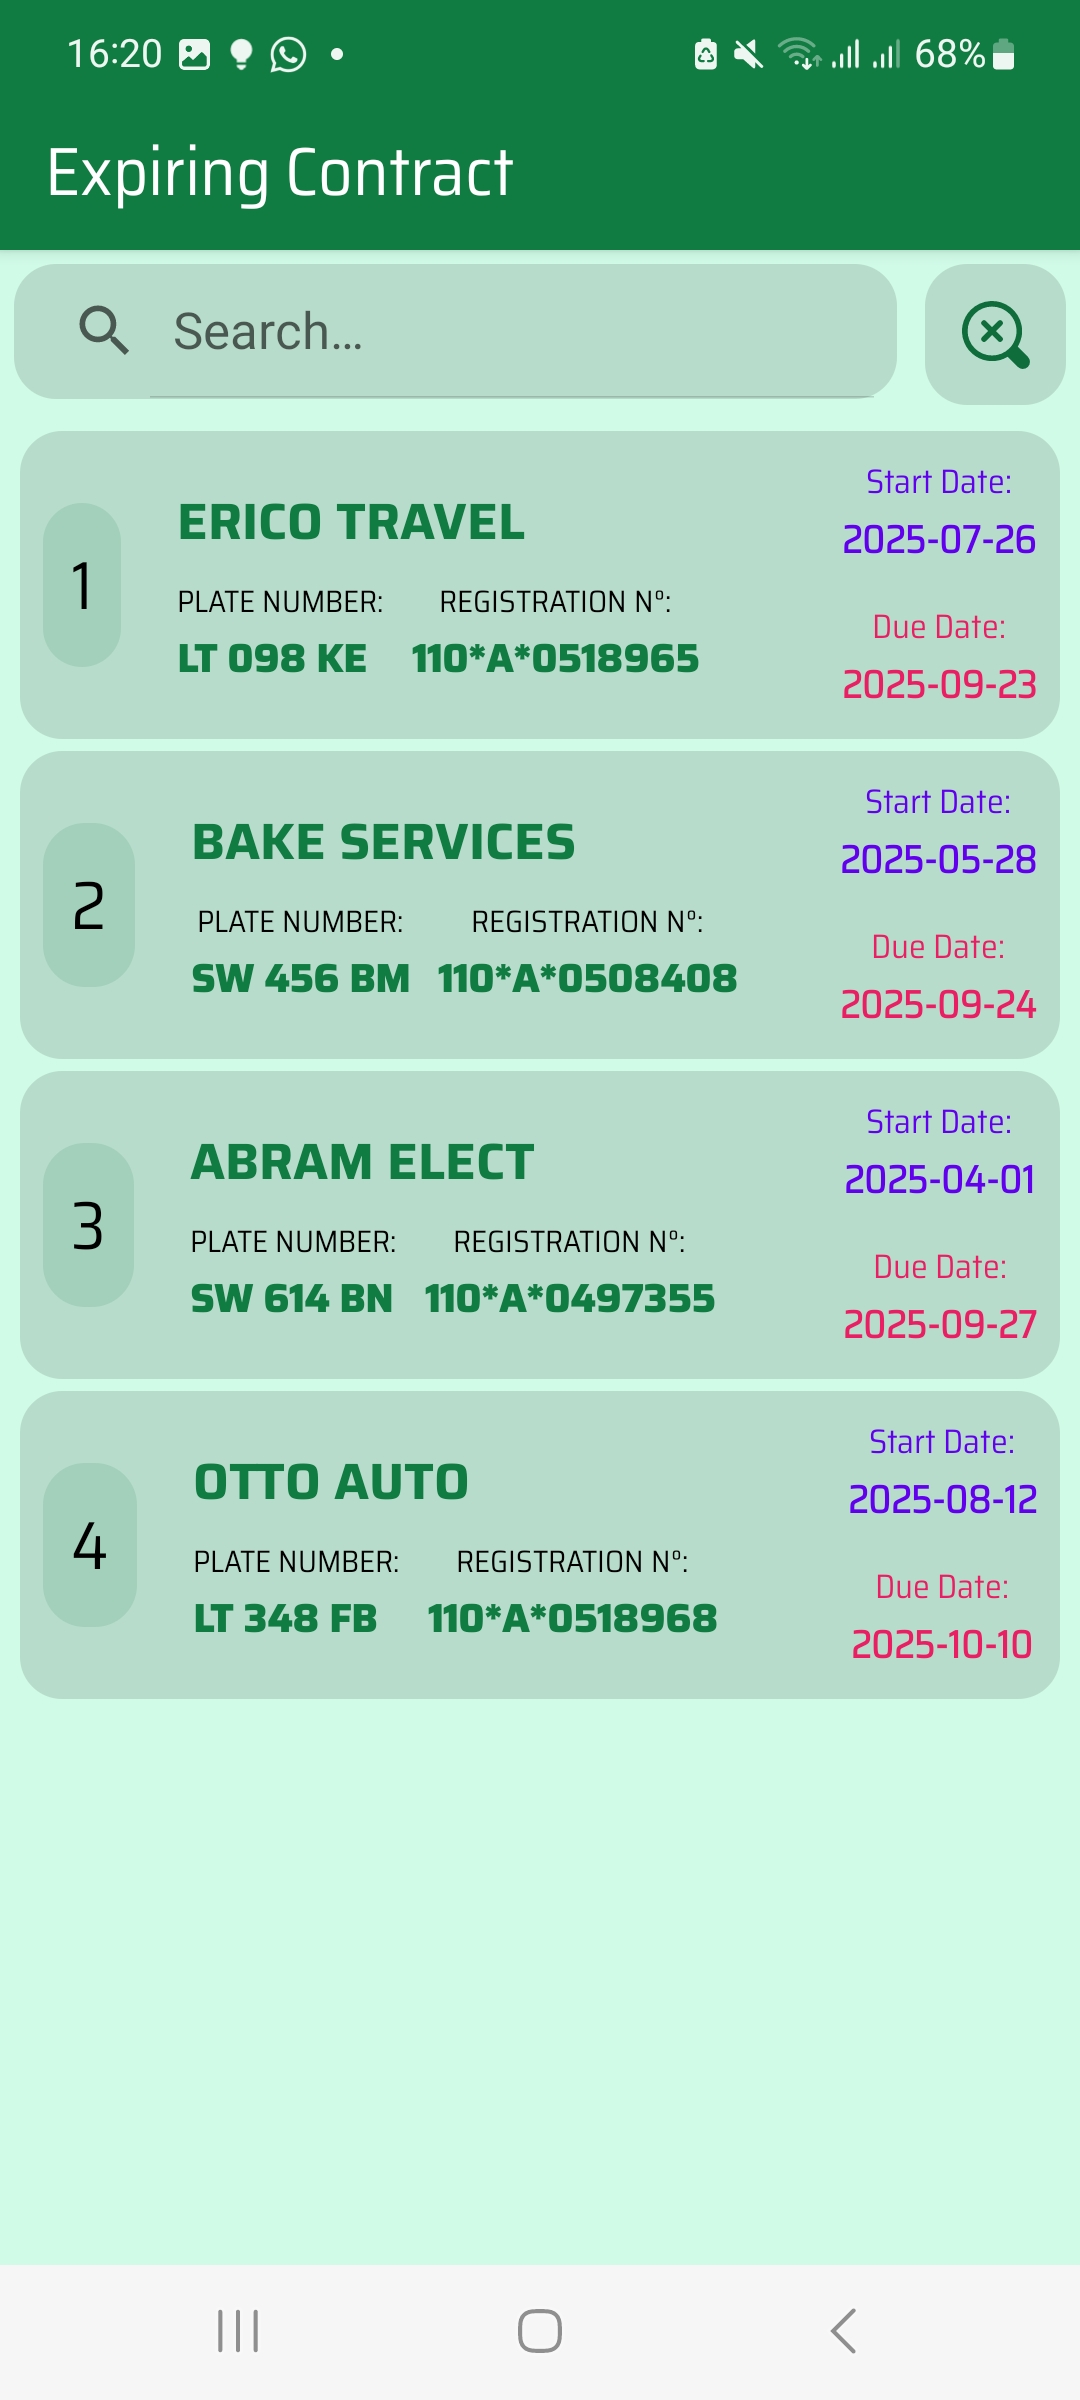 16:20 68%
Expiring Contract
Search...
1
ERICO TRAVEL
PLATE NUMBER: REGISTRATION Nº:
LT 098 KE 110*A*0518965
Start Date:
2025-07-26
Due Date:
2025-09-23
2
BAKE SERVICES
PLATE NUMBER: REGISTRATION Nº:
SW 456 BM 110*A*0508408
Start Date:
2025-05-28
Due Date:
2025-09-24
3
ABRAM ELECT
PLATE NUMBER: REGISTRATION Nº:
SW 614 BN 110*A*0497355
Start Date:
2025-04-01
Due Date:
2025-09-27
4
OTTO AUTO
PLATE NUMBER: REGISTRATION Nº:
LT 348 FB 110*A*0518968
Start Date:
2025-08-12
Due Date:
2025-10-10